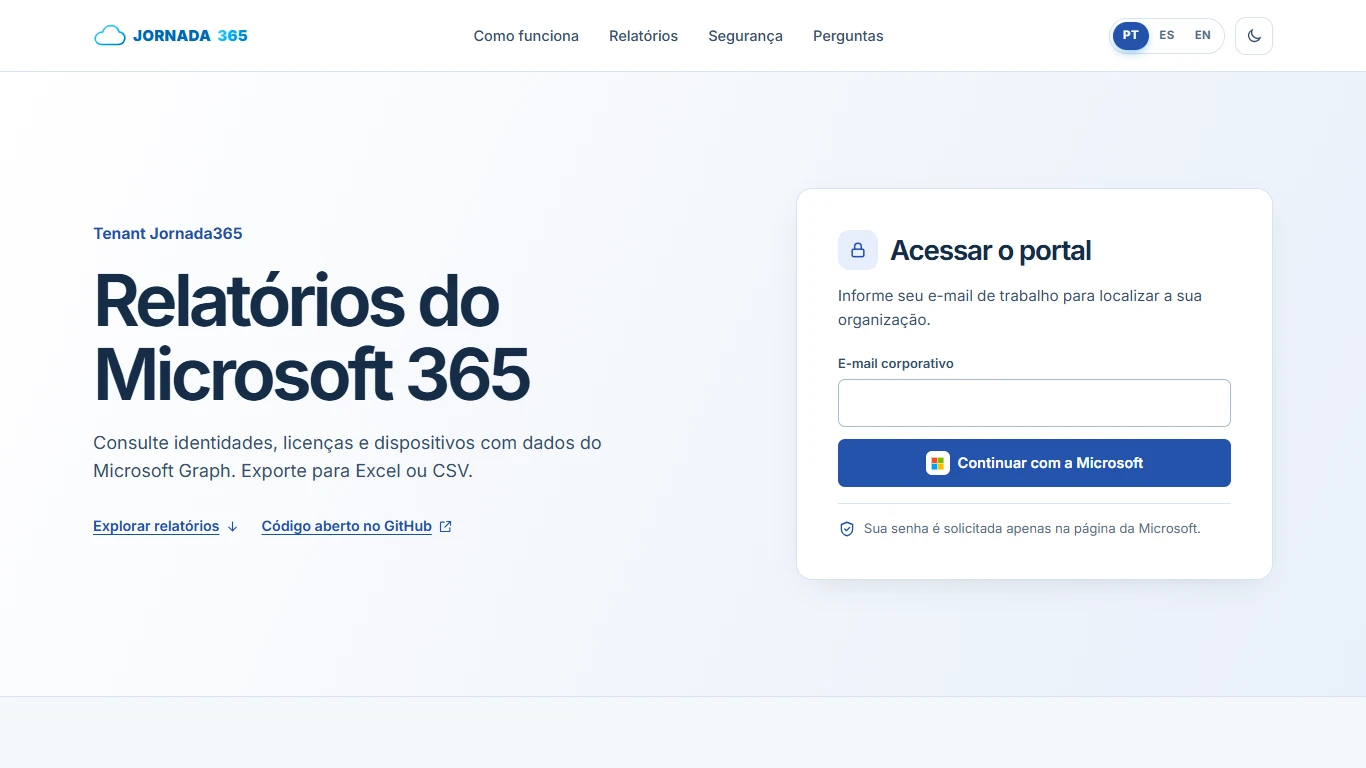 JORNADA 365
Como funciona
Relatórios
Segurança
Perguntas
PT
ES
EN
Tenant Jornada365
Relatórios do
Microsoft 365
Consulte identidades, licenças e dispositivos com dados do
Microsoft Graph. Exporte para Excel ou CSV.
Explorar relatórios
Código aberto no GitHub
Acessar o portal
Informe seu e-mail de trabalho para localizar a sua
organização.
E-mail corporativo
Continuar com a Microsoft
Sua senha é solicitada apenas na página da Microsoft.